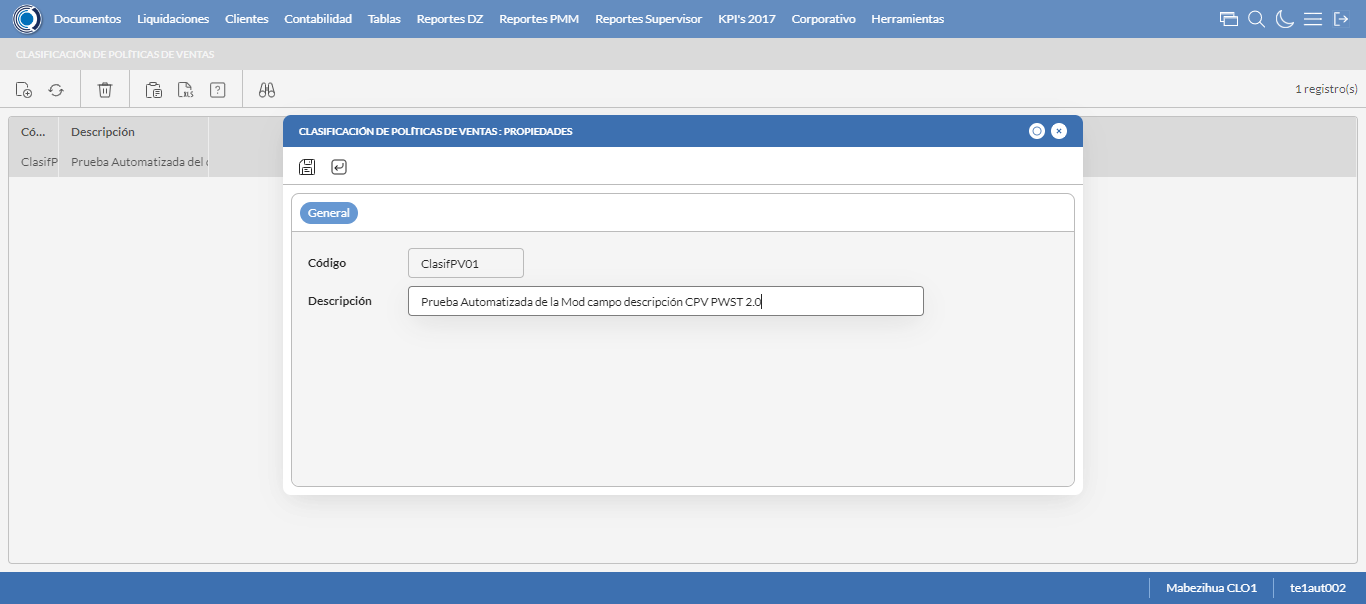 Documentos Liquidaciones Clientes Contabilidad Tablas Reportes DZ Reportes PMM Reportes Supervisor KPI's 2017 Corporativo Herramientas
CLASIFICACIÓN DE POLÍTICAS DE VENTAS
XLS ? 1 registro(s)
Có... Descripción
ClasifP Prueba Automatizada del
CLASIFICACIÓN DE POLÍTICAS DE VENTAS : PROPIEDADES
General
Código ClasifPV01
Descripción Prueba Automatizada de la Mod campo descripción CPV PWST 2.0
Mabezihua CLO1 te1aut002